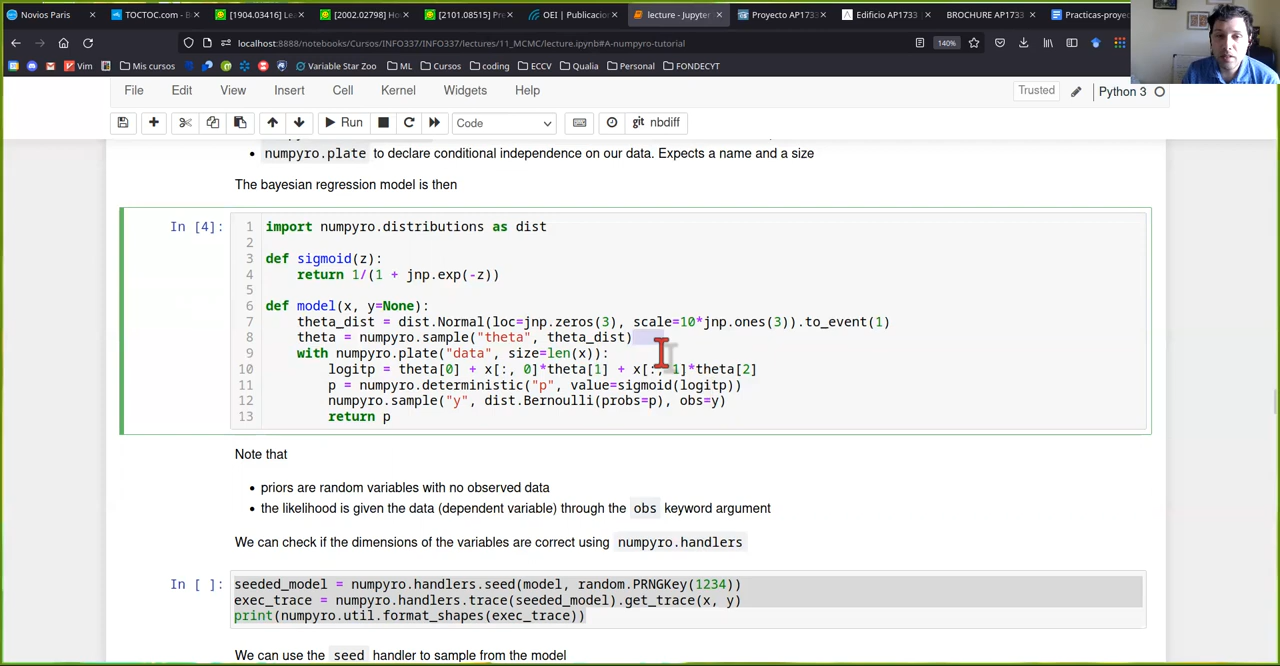 Novios Paris
TOCTOC.com - B
[1904.03416] Lea
[2002.02798] Ho
[2101.08515] Pre
OEI | Publicacion
lecture - Jupyter
Proyecto AP1733
Edificio AP1733
BROCHURE AP1733
Practicas-proye
localhost:8888/notebooks/Cursos/INFO337/INFO337/lectures/11_MCMC/lecture.ipynb#A-numpyro-tutorial
140%
Vim
Mis cursos
Variable Star Zoo
ML
Cursos
coding
ECCV
Qualia
Personal
FONDECYT
File Edit View Insert Cell Kernel Widgets Help
Trusted
Python 3
Run
Code
git nbdiff
numpyro.plate to declare conditional independence on our data. Expects a name and a size
The bayesian regression model is then
In [4]:
1 import numpyro.distributions as dist
2
3 def sigmoid(z):
4 return 1/(1 + jnp.exp(-z))
5
6 def model(x, y=None):
7 theta_dist = dist.Normal(loc=jnp.zeros(3), scale=10*jnp.ones(3)).to_event(1)
8 theta = numpyro.sample("theta", theta_dist)
9 with numpyro.plate("data", size=len(x)):
10 logitp = theta[0] + x[:, 0]*theta[1] + x[:, 1]*theta[2]
11 p = numpyro.deterministic("p", value=sigmoid(logitp))
12 numpyro.sample("y", dist.Bernoulli(probs=p), obs=y)
13 return p
Note that
priors are random variables with no observed data
the likelihood is given the data (dependent variable) through the obs keyword argument
We can check if the dimensions of the variables are correct using numpyro.handlers
In [ ]:
seeded_model = numpyro.handlers.seed(model, random.PRNGKey(1234))
exec_trace = numpyro.handlers.trace(seeded_model).get_trace(x, y)
print(numpyro.util.format_shapes(exec_trace))
We can use the seed handler to sample from the model